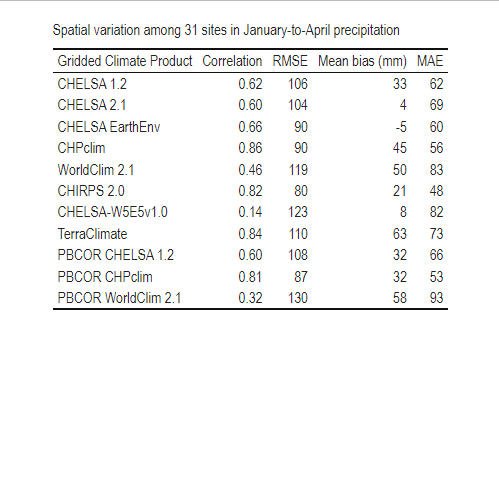 Spatial variation among 31 sites in January-to-April precipitation
Gridded Climate Product Correlation RMSE Mean bias (mm) MAE
CHELSA 1.2 0.62 106 33 62
CHELSA 2.1 0.60 104 4 69
CHELSA EarthEnv 0.66 90 -5 60
CHPclim 0.86 90 45 56
WorldClim 2.1 0.46 119 50 83
CHIRPS 2.0 0.82 80 21 48
CHELSA-W5E5v1.0 0.14 123 8 82
TerraClimate 0.84 110 63 73
PBCOR CHELSA 1.2 0.60 108 32 66
PBCOR CHPclim 0.81 87 32 53
PBCOR WorldClim 2.1 0.32 130 58 93